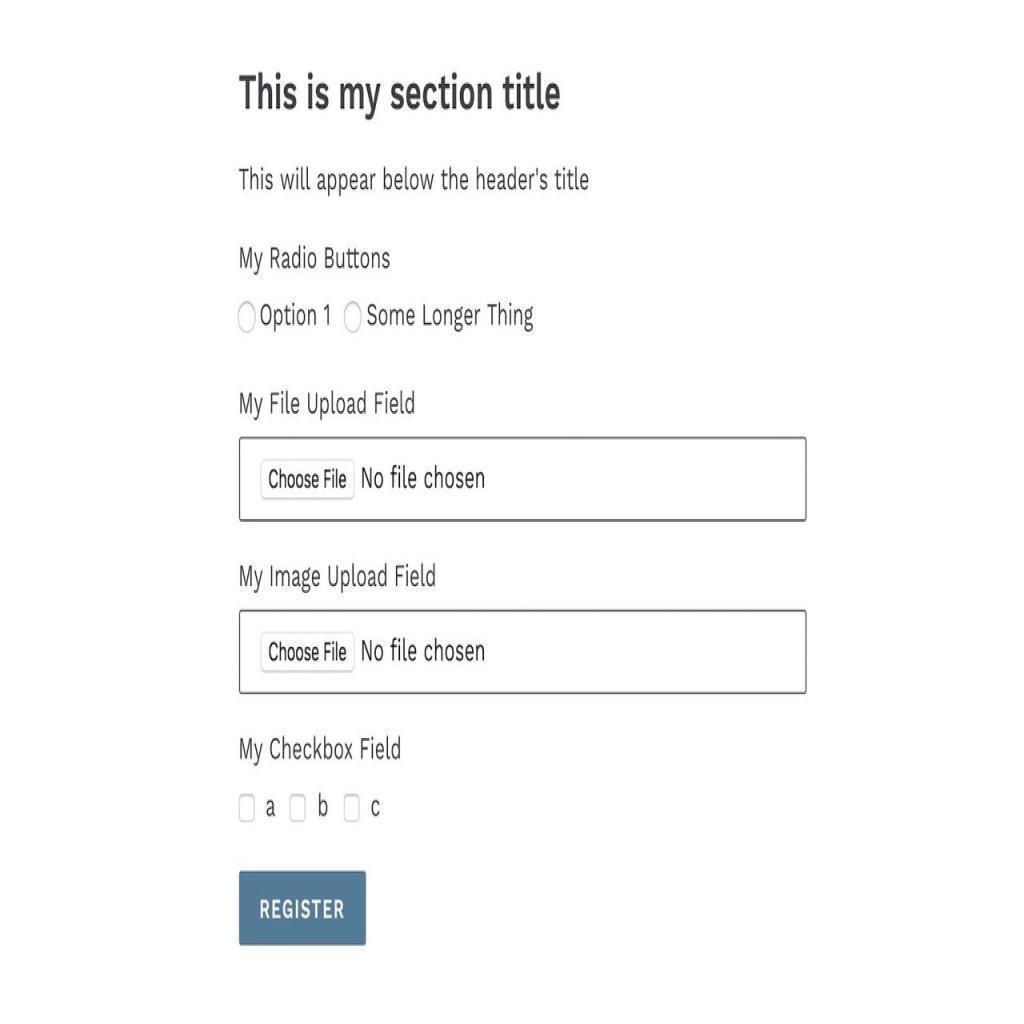 This is my section title
This will appear below the header's title
My Radio Buttons
Option 1 Some Longer Thing
My File Upload Field
Choose File No file chosen
My Image Upload Field
Choose File No file chosen
My Checkbox Field
a b c
REGISTER